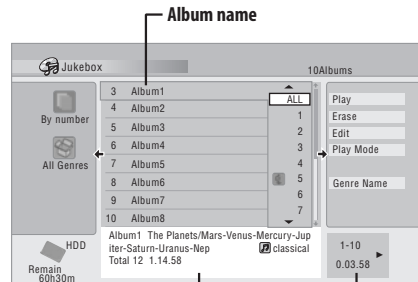 Album name
Jukebox
10Albums
By number
All Genres
3 Album1
4 Album2
5 Album3
6 Album4
7 Album5
8 Album6
9 Album7
10 Album8
ALL
1
2
3
4
5
6
7
Play
Erase
Edit
Play Mode
Genre Name
HDD
Remain
60h30m
Album1 The Planets/Mars-Venus-Mercury-Jup
iter-Saturn-Uranus-Nep classical
Total 12 1.14.58
1-10
0.03.58